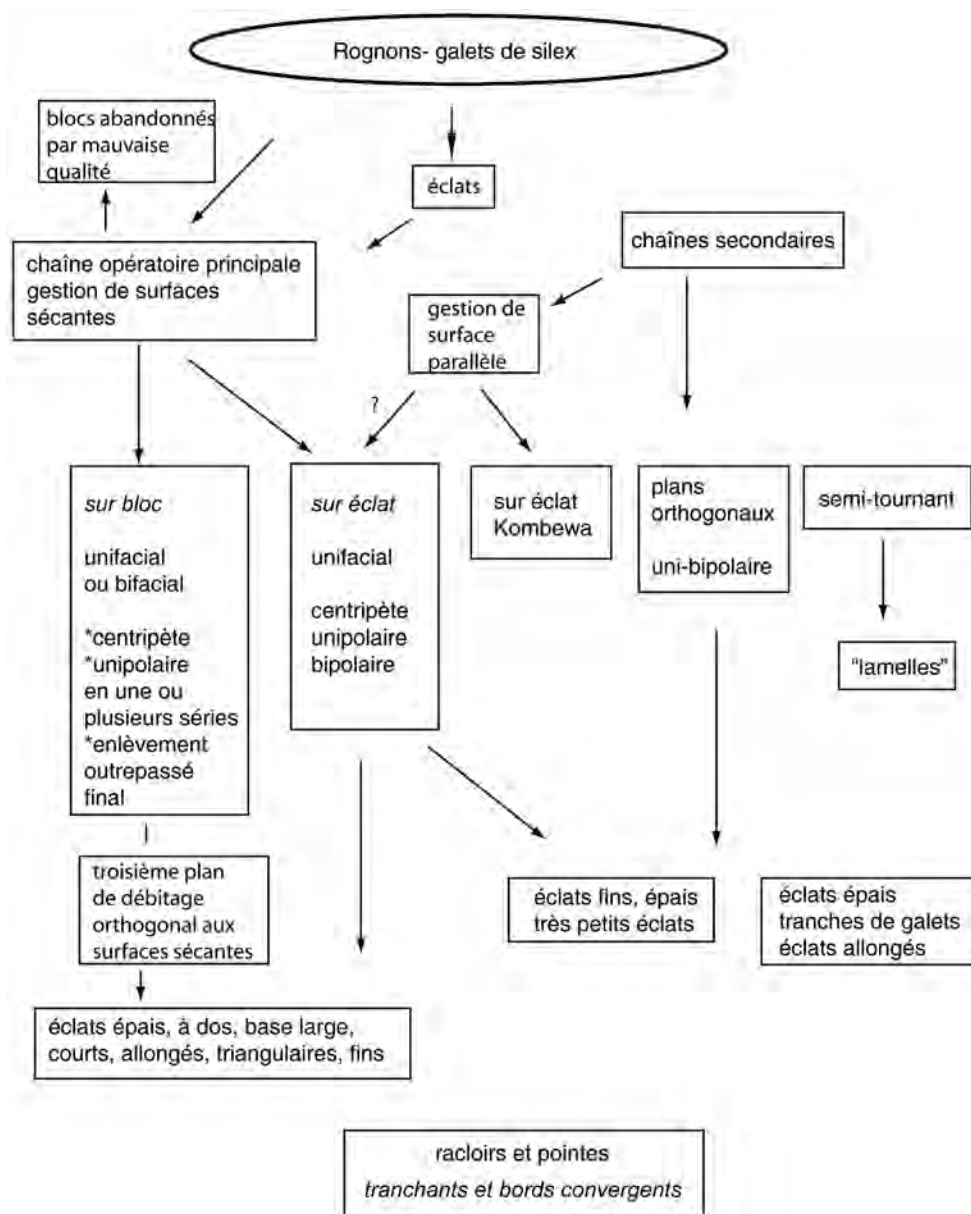 Rognons- galets de silex
blocs abandonnés
par mauvaise
qualité
éclats
chaînes secondaires
chaîne opératoire principale
gestion de surfaces
sécantes
gestion de
surface
parallèle
?
sur bloc
unifacial
ou bifacial
*centripète
*unipolaire
en une ou
plusieurs séries
*enlèvement
outrepassé
final
sur éclat
unifacial
centripète
unipolaire
bipolaire
sur éclat
Kombewa
plans
orthogonaux
uni-bipolaire
semi-tournant
"lamelles"
troisième plan
de débitage
orthogonal aux
surfaces sécantes
éclats fins, épais
très petits éclats
éclats épais
tranches de galets
éclats allongés
éclats épais, à dos, base large,
courts, allongés, triangulaires, fins
racloirs et pointes
tranchants et bords convergents